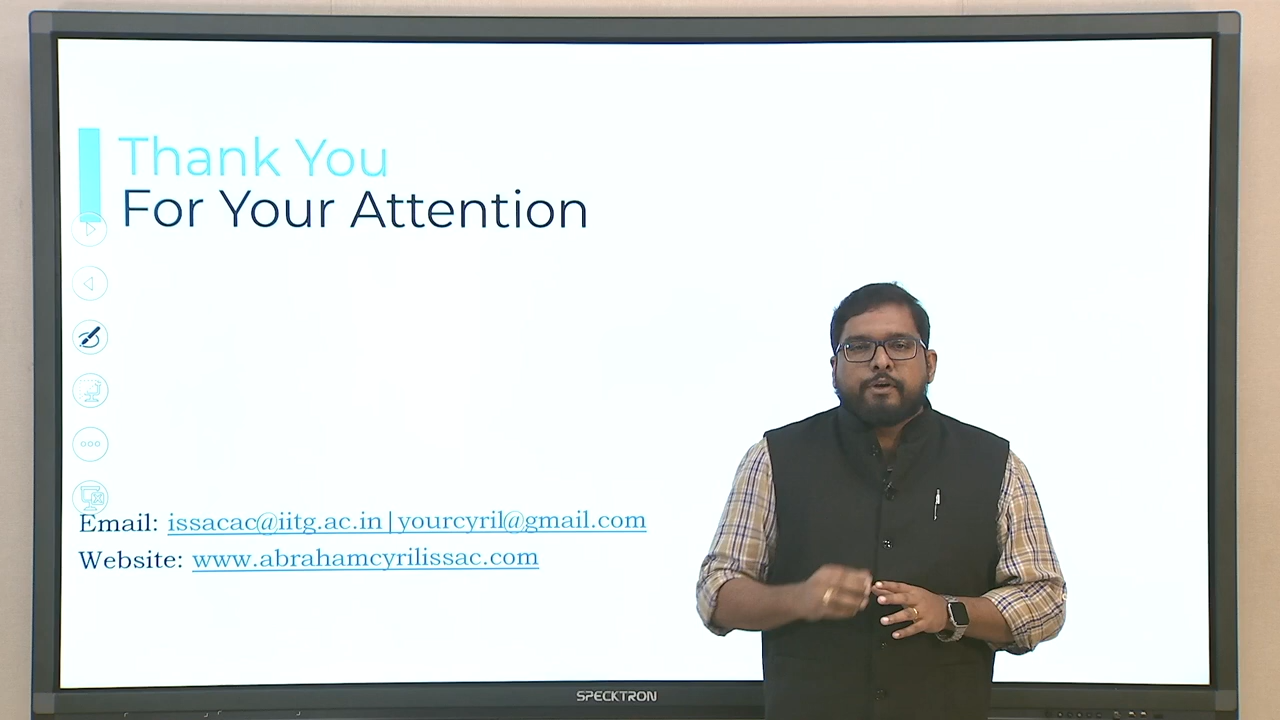 Thank You
For Your Attention
Email: issacac@iitg.ac.in|yourcyril@gmail.com
Website: www.abrahamcyrilissac.com
SPECKTRON